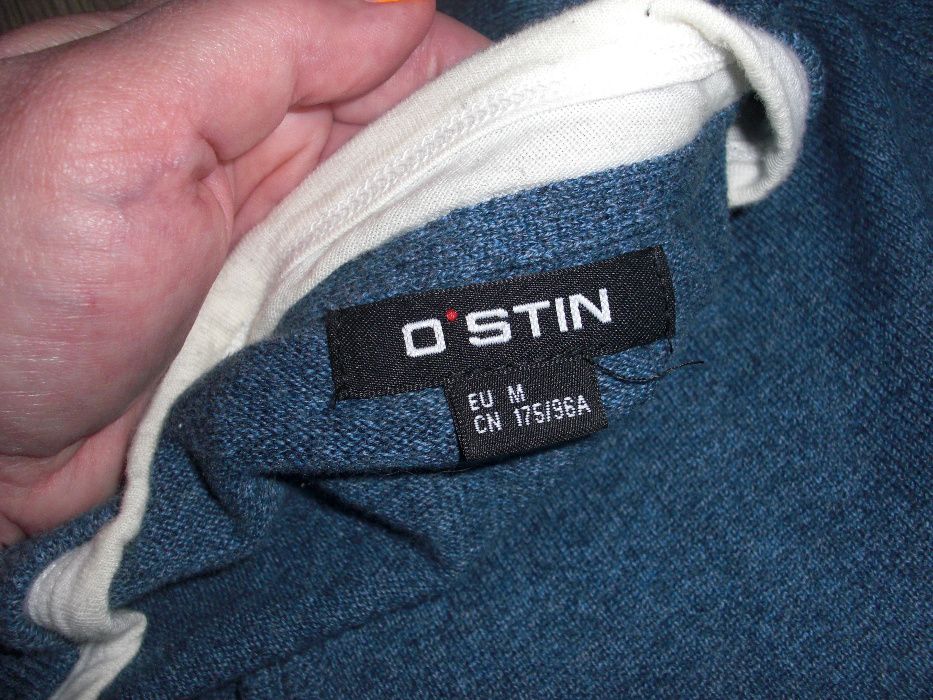 O'STIN
EU M
CN 175/96A